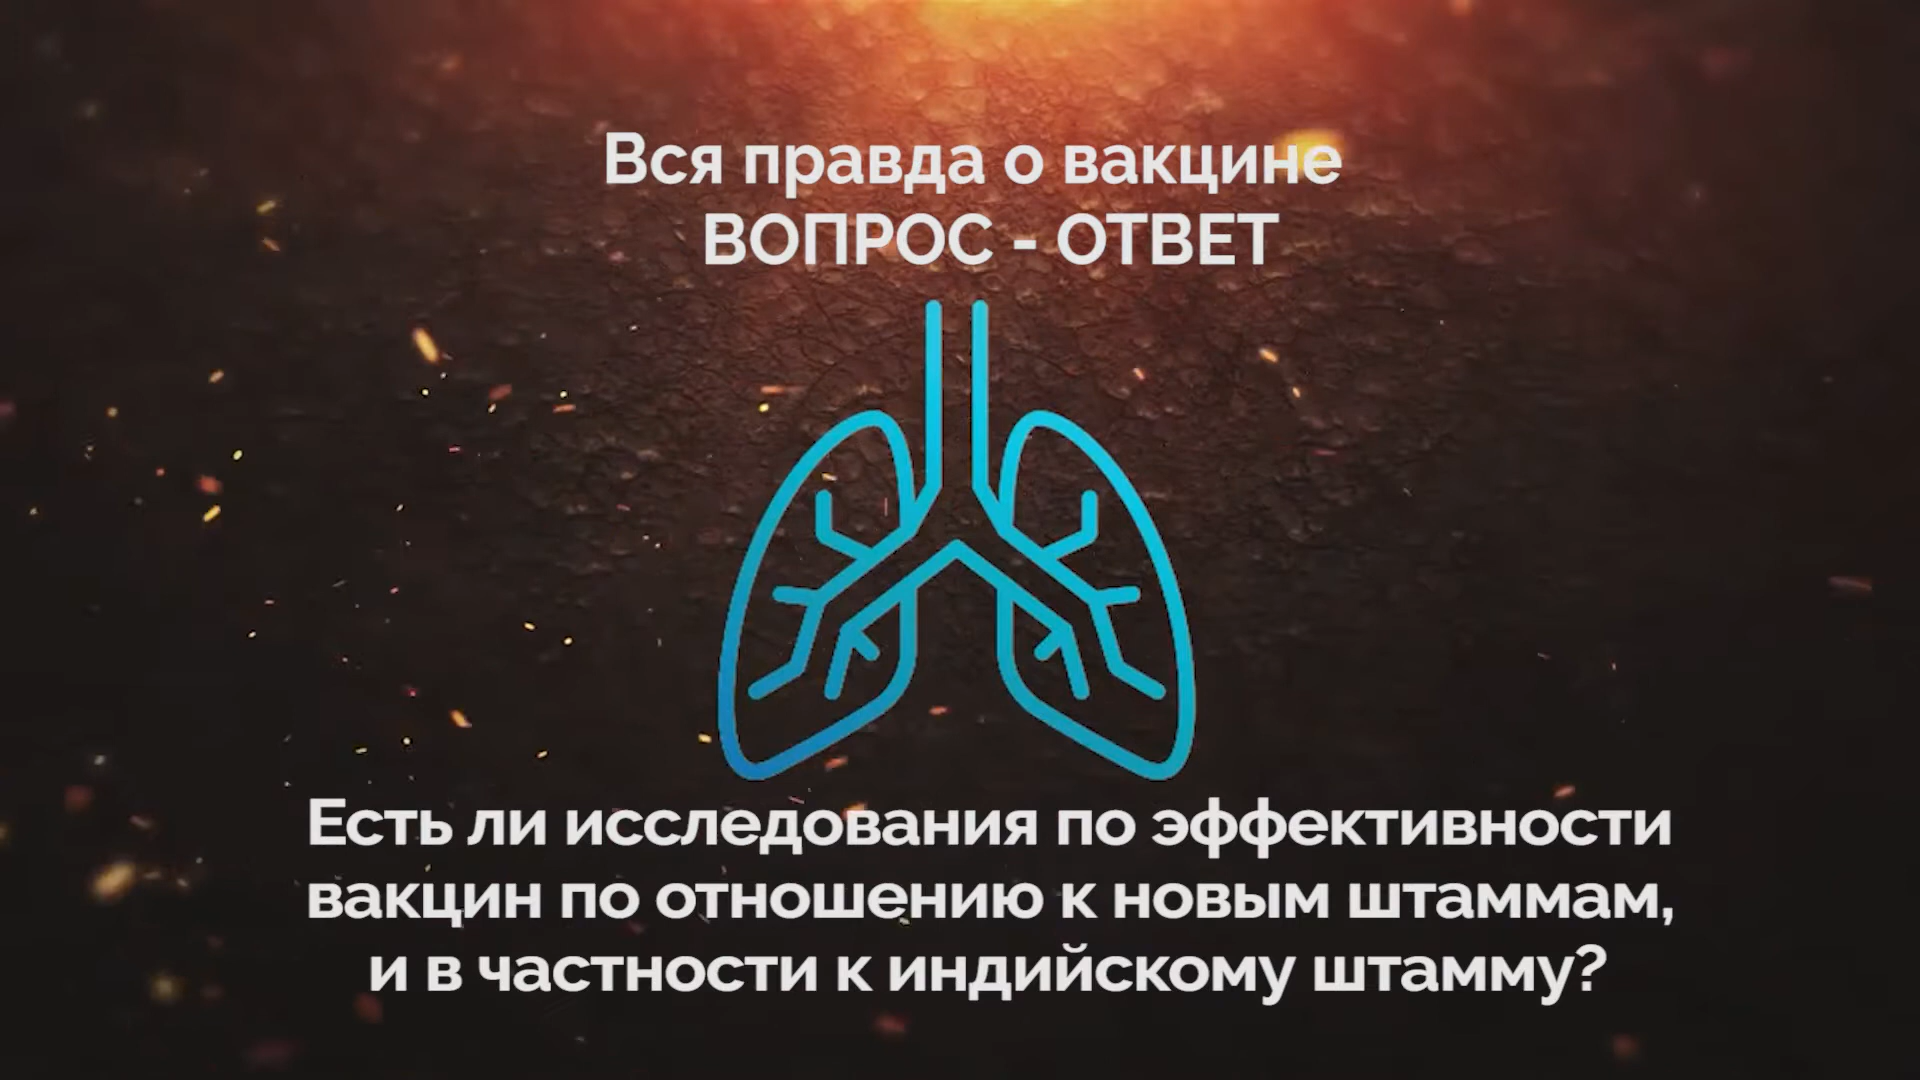 Вся правда о вакцине
ВОПРОС - ОТВЕТ
Есть ли исследования по эффективности
вакцин по отношению к новым штаммам,
и в частности к индийскому штамму?